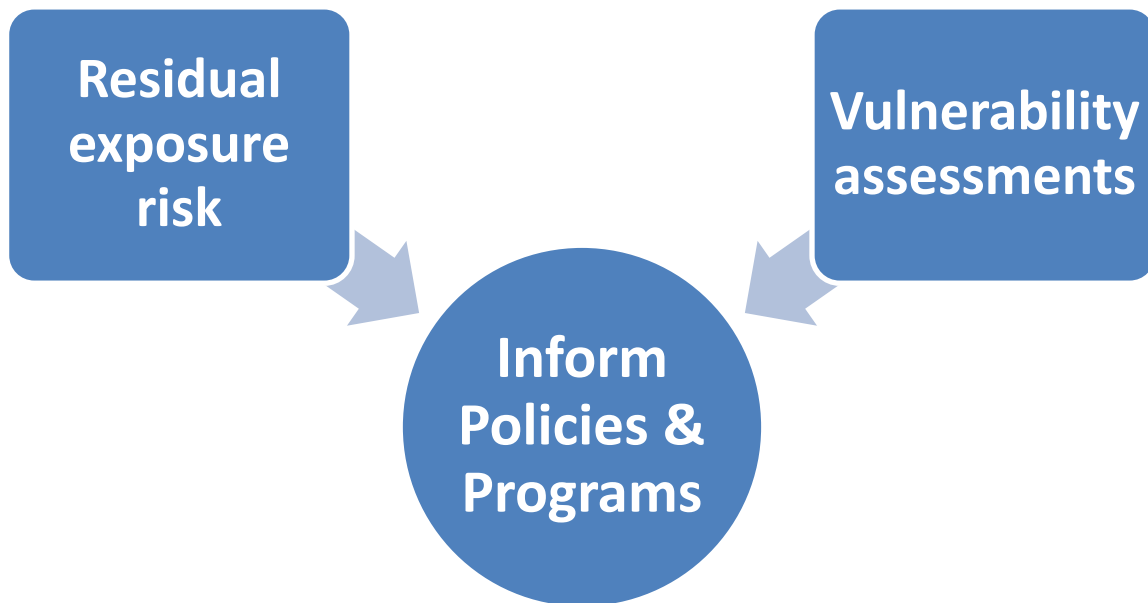 Residual
exposure
risk
Vulnerability
assessments
Inform
Policies &
Programs